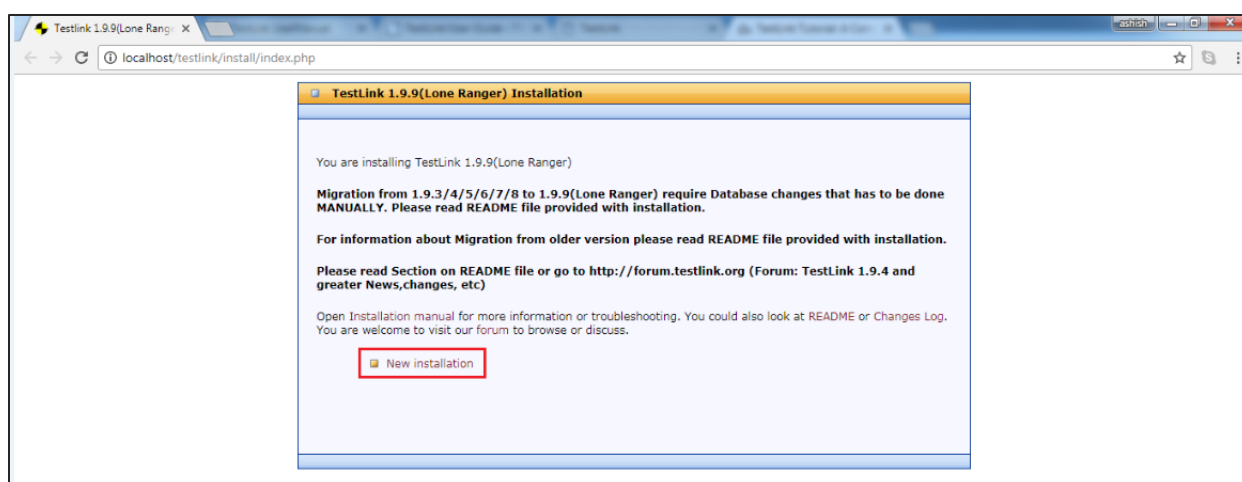 Testlink 1.9.9(Lone Rang
ashish
localhost/testlink/install/index.php
TestLink 1.9.9(Lone Ranger) Installation
You are installing TestLink 1.9.9(Lone Ranger)
Migration from 1.9.3/4/5/6/7/8 to 1.9.9(Lone Ranger) require Database changes that has to be done
MANUALLY. Please read README file provided with installation.
For information about Migration from older version please read README file provided with installation.
Please read Section on README file or go to http://forum.testlink.org (Forum: TestLink 1.9.4 and
greater News,changes, etc)
Open Installation manual for more information or troubleshooting. You could also look at README or Changes Log.
You are welcome to visit our forum to browse or discuss.
New installation